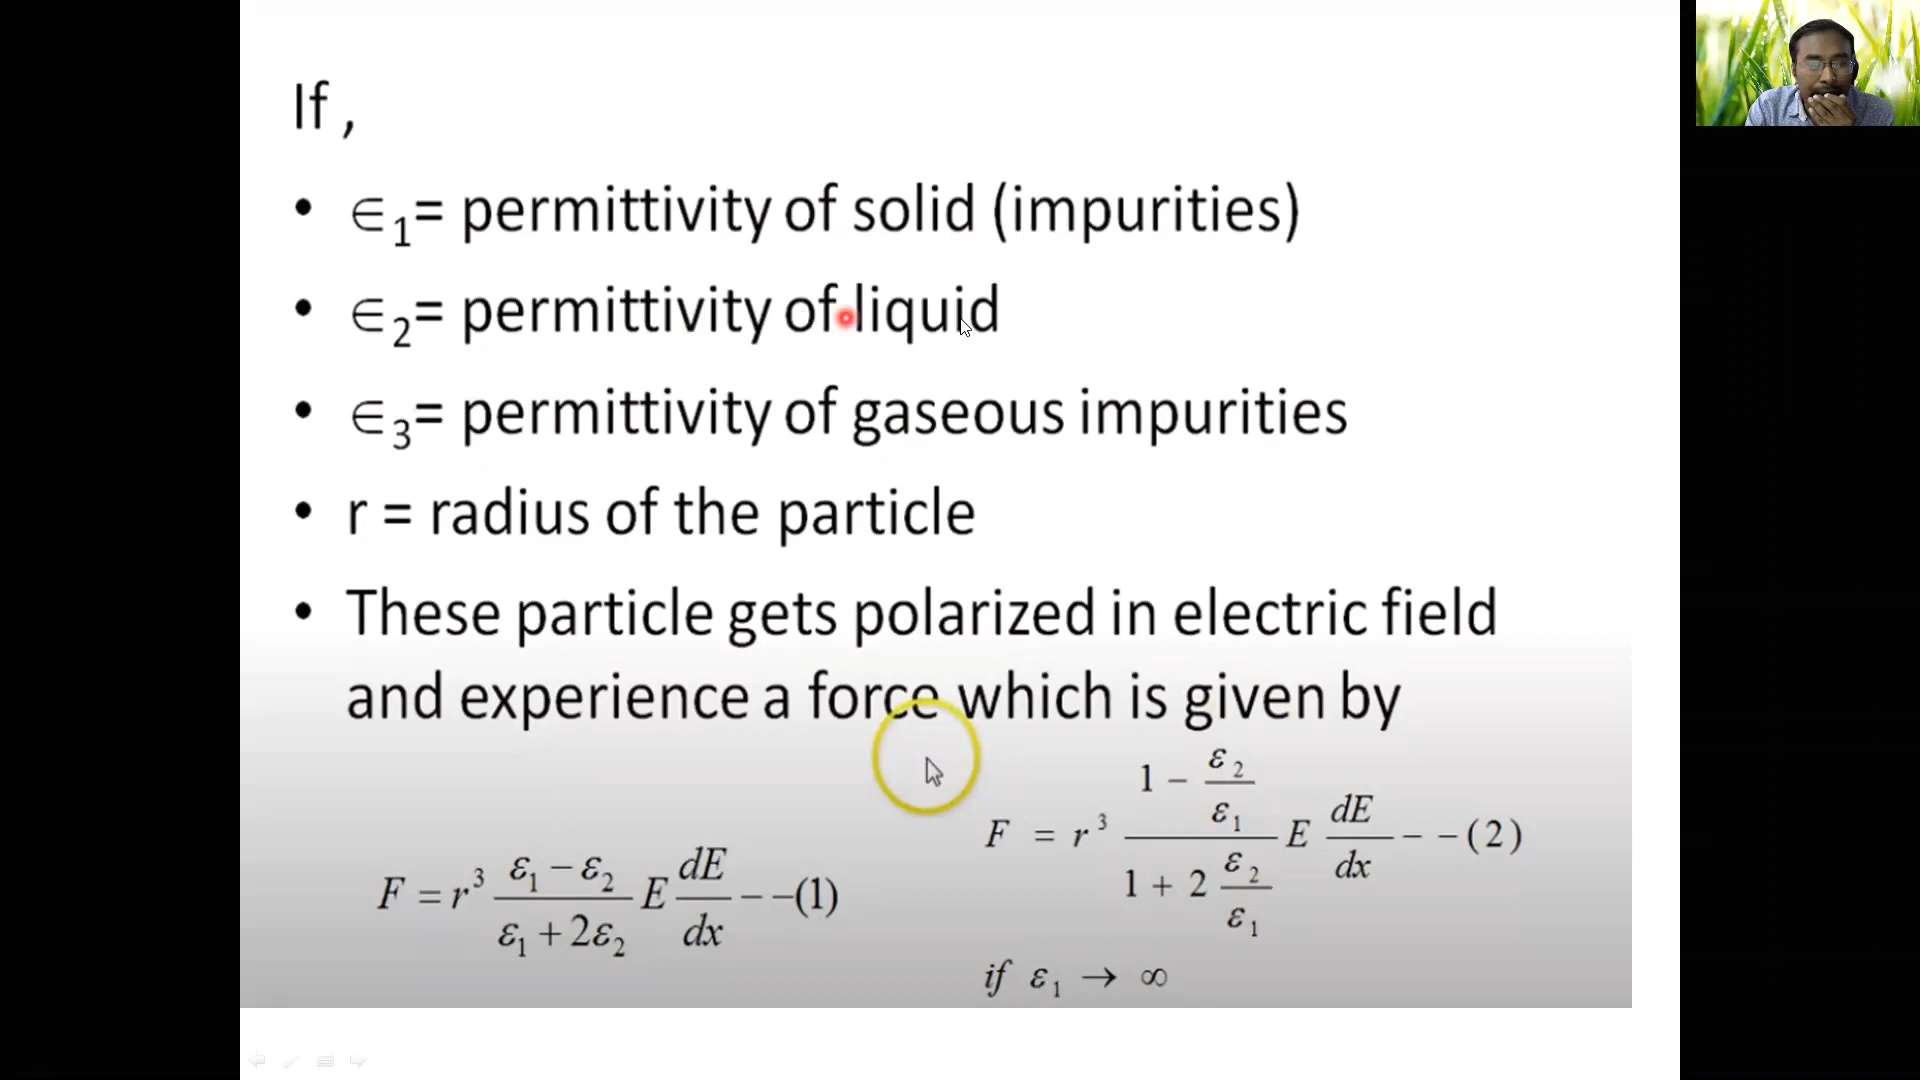 If ,
• ∈₁= permittivity of solid (impurities)
• ∈₂= permittivity of liquid
• ∈₃= permittivity of gaseous impurities
• r = radius of the particle
• These particle gets polarized in electric field
and experience a force which is given by
F = r³ (ε₁ − ε₂)/(ε₁ + 2ε₂) E dE/dx − −(1)
F = r³ (1 − ε₂/ε₁)/(1 + 2 ε₂/ε₁) E dE/dx − − (2)
if ε₁ → ∞